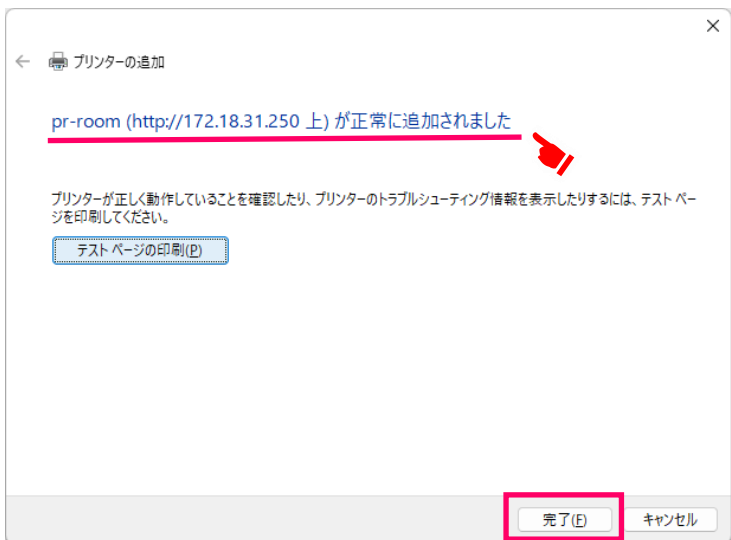 プリンターの追加
pr-room (http://172.18.31.250 上) が正常に追加されました
プリンターが正しく動作していることを確認したり、プリンターのトラブルシューティング情報を表示したりするには、テスト ペー
ジを印刷してください。
テスト ページの印刷(P)
完了(F)
キャンセル